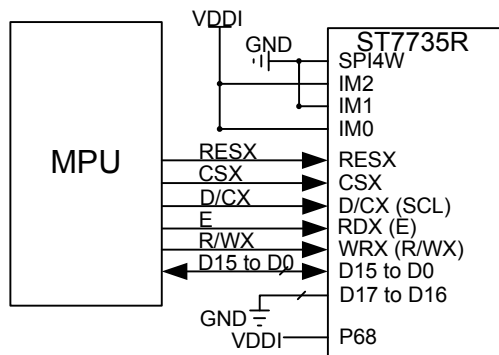 VDDI
GND
ST7735R
SPI4W
IM2
IM1
IM0
MPU
RESX
RESX
CSX
CSX
D/CX
D/CX (SCL)
E
RDX (E)
R/WX
WRX (R/WX)
D15 to D0
D15 to D0
D17 to D16
GND
VDDI
P68